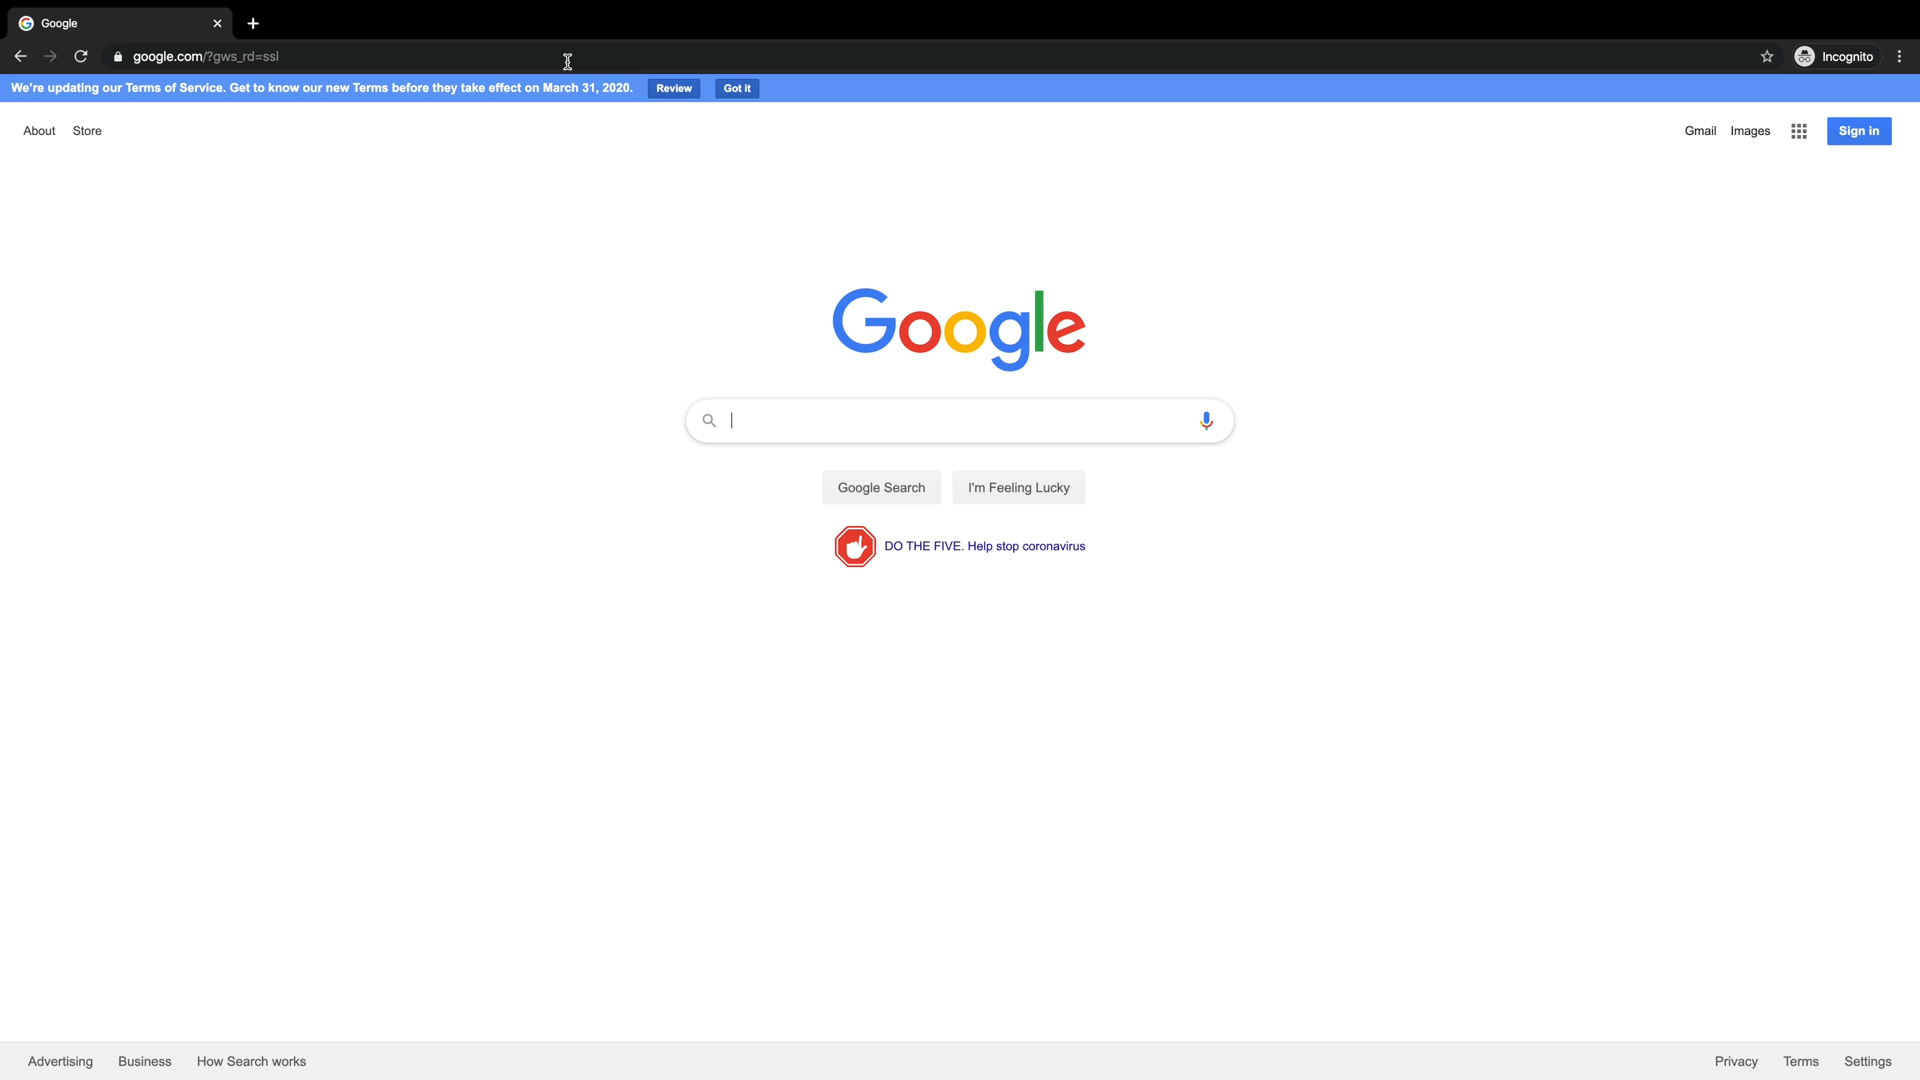 Google
google.com/?gws_rd=ssl
Incognito
We're updating our Terms of Service. Get to know our new Terms before they take effect on March 31, 2020. Review Got it
About Store
Gmail Images Sign in
Google
Google Search I'm Feeling Lucky
DO THE FIVE. Help stop coronavirus
Advertising Business How Search works
Privacy Terms Settings